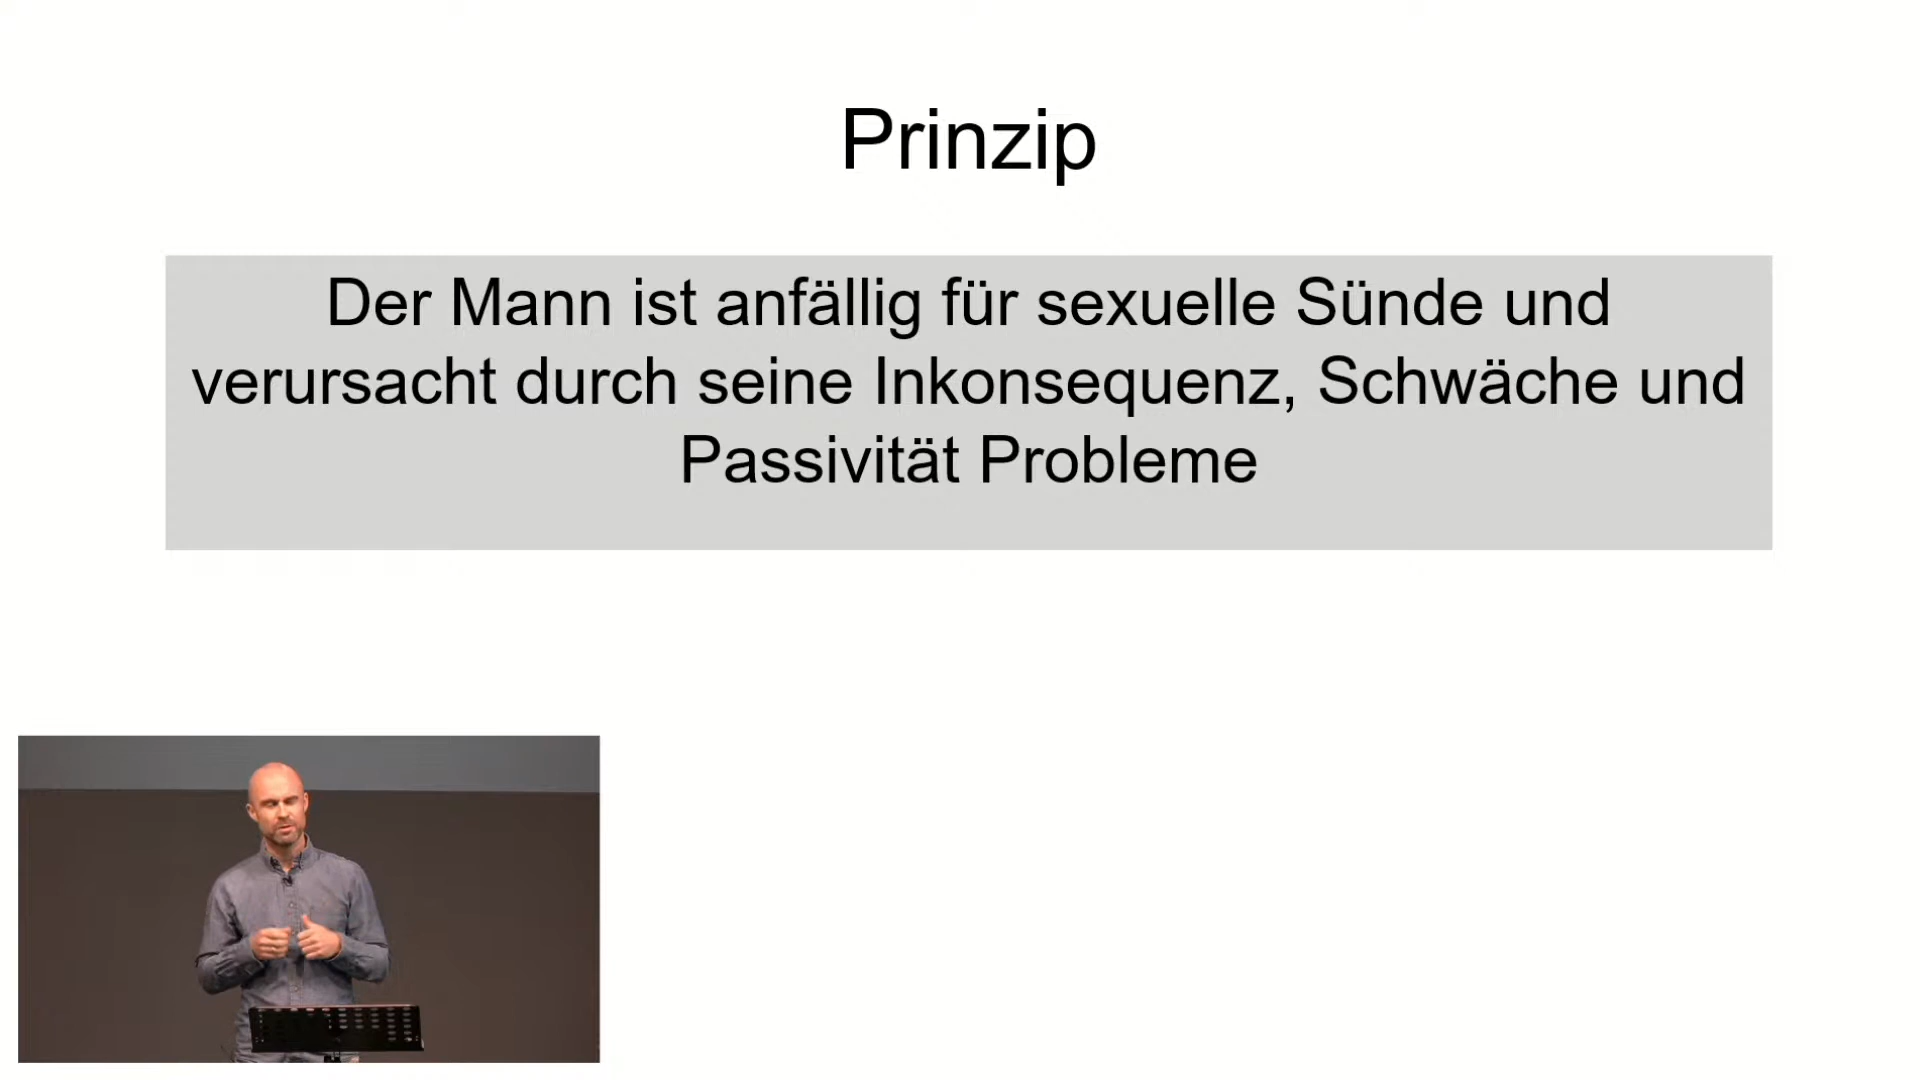 Prinzip
Der Mann ist anfällig für sexuelle Sünde und
verursacht durch seine Inkonsequenz, Schwäche und
Passivität Probleme